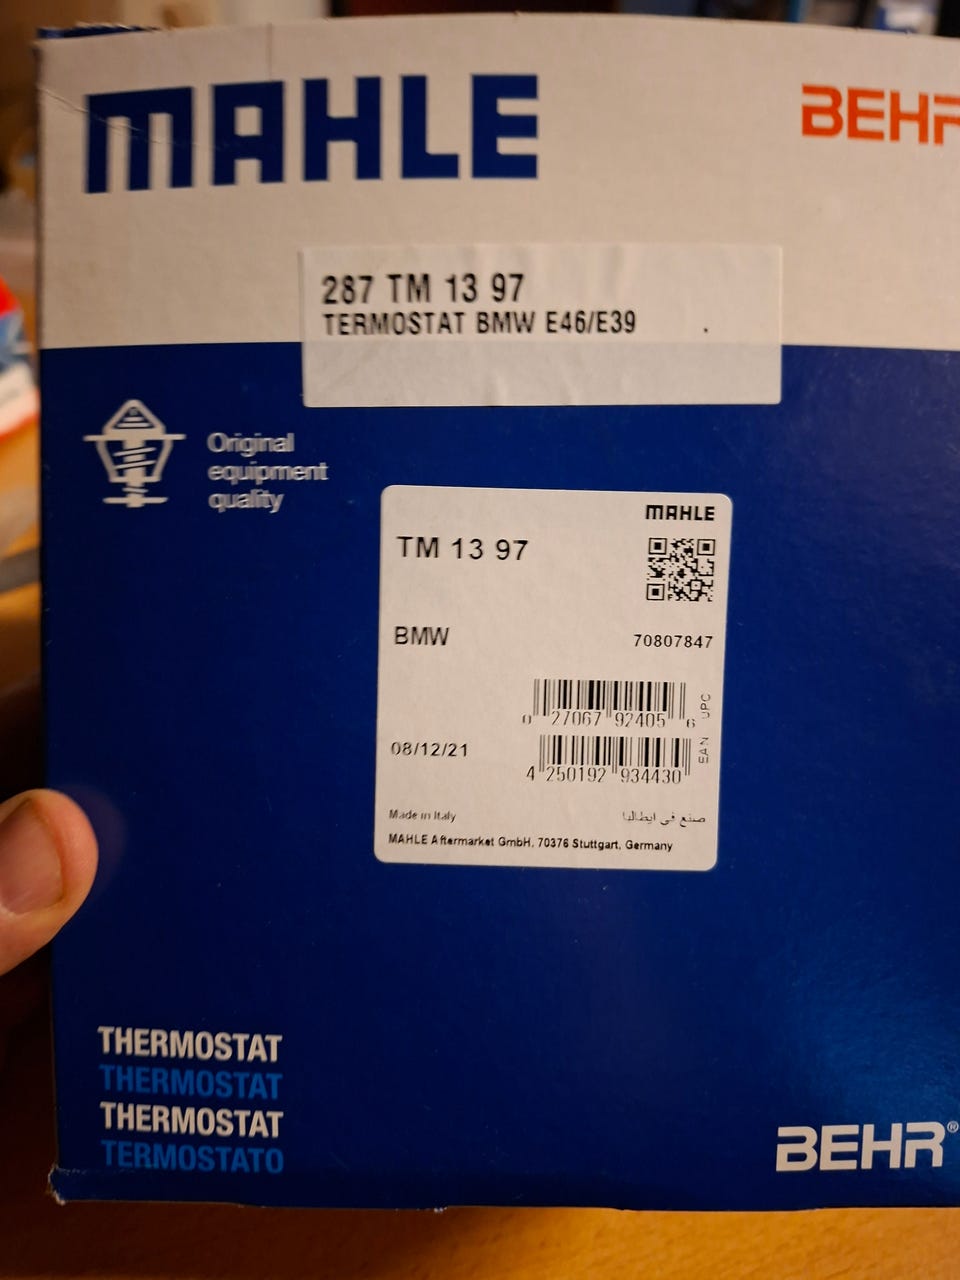 MAHLE
BEHR
287 TM 13 97
TERMOSTAT BMW E46/E39 .
Original
equipment
quality
MAHLE
TM 13 97
BMW
70807847
0 27067 92405 6
UPC
08/12/21
4 250192 934430
EAN
Made in Italy
صنع في ايطاليا
MAHLE Aftermarket GmbH, 70376 Stuttgart, Germany
THERMOSTAT
THERMOSTAT
THERMOSTAT
TERMOSTATO
BEHR®